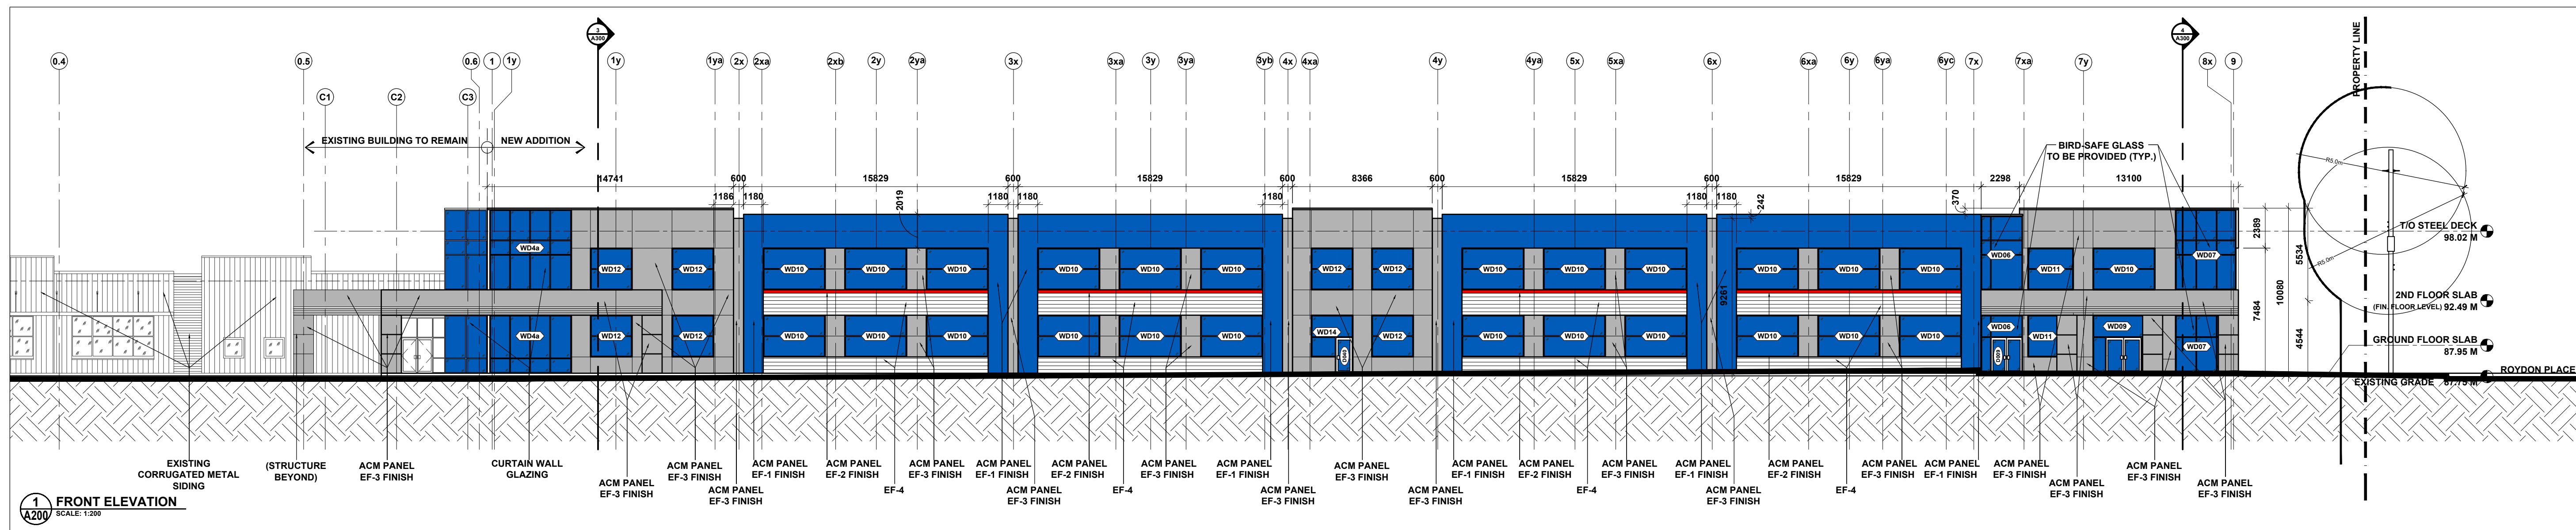 3
A300
4
A300
0.4
0.5
0.6
1
1y
1y
1ya
2x
2xa
2xb
2y
2ya
3x
3xa
3y
3ya
3yb
4x
4xa
4y
4ya
5x
5xa
6x
6xa
6y
6ya
6yc
7x
7xa
7y
8x
9
C1
C2
C3
PROPERTY LINE
EXISTING BUILDING TO REMAIN
NEW ADDITION
BIRD-SAFE GLASS
TO BE PROVIDED (TYP.)
R5.0m
R5.0m
14741
600
15829
600
15829
600
8366
600
15829
600
15829
2298
13100
1186
1180
2019
1180
1180
1180
1180
1180
242
370
2389
5534
10080
7484
4544
9261
T/O STEEL DECK
98.02 M
2ND FLOOR SLAB
(FIN. FLOOR LEVEL) 92.49 M
GROUND FLOOR SLAB
87.95 M
ROYDON PLACE
EXISTING GRADE 87.75 M
WD4a
WD12
WD12
WD10
WD10
WD10
WD10
WD10
WD10
WD12
WD12
WD10
WD10
WD10
WD10
WD10
WD10
WD06
WD11
WD10
WD07
WD4a
WD12
WD12
WD10
WD10
WD10
WD10
WD10
WD10
WD14
WD12
WD10
WD10
WD10
WD10
WD10
WD10
WD06
WD11
WD09
WD07
EXISTING
CORRUGATED METAL
SIDING
(STRUCTURE
BEYOND)
ACM PANEL
EF-3 FINISH
CURTAIN WALL
GLAZING
ACM PANEL
EF-3 FINISH
ACM PANEL
EF-3 FINISH
ACM PANEL
EF-3 FINISH
ACM PANEL
EF-1 FINISH
ACM PANEL
EF-2 FINISH
EF-4
ACM PANEL
EF-3 FINISH
ACM PANEL
EF-1 FINISH
ACM PANEL
EF-3 FINISH
ACM PANEL
EF-2 FINISH
EF-4
ACM PANEL
EF-3 FINISH
ACM PANEL
EF-1 FINISH
ACM PANEL
EF-3 FINISH
ACM PANEL
EF-3 FINISH
ACM PANEL
EF-3 FINISH
ACM PANEL
EF-1 FINISH
ACM PANEL
EF-2 FINISH
EF-4
ACM PANEL
EF-3 FINISH
ACM PANEL
EF-1 FINISH
ACM PANEL
EF-3 FINISH
ACM PANEL
EF-2 FINISH
EF-4
ACM PANEL
EF-3 FINISH
ACM PANEL
EF-1 FINISH
ACM PANEL
EF-3 FINISH
ACM PANEL
EF-3 FINISH
ACM PANEL
EF-3 FINISH
ACM PANEL
EF-3 FINISH
1
A200
FRONT ELEVATION
SCALE: 1:200